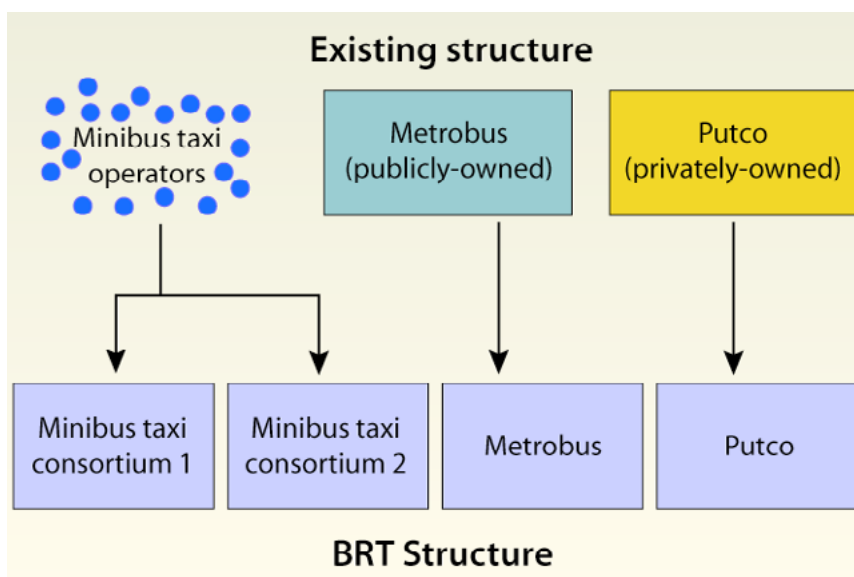 Existing structure
Minibus taxi
operators
Metrobus
(publicly-owned)
Putco
(privately-owned)
Minibus taxi
consortium 1
Minibus taxi
consortium 2
Metrobus
Putco
BRT Structure